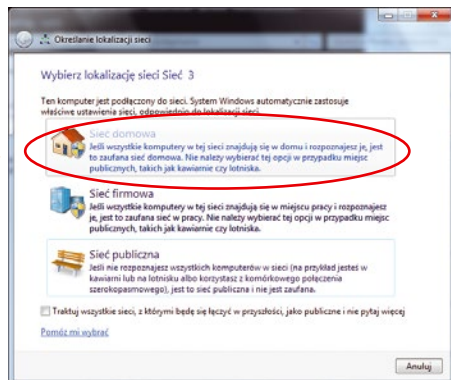 Określanie lokalizacji sieci
Wybierz lokalizację sieci Sieć 3
Ten komputer jest podłączony do sieci. System Windows automatycznie zastosuje
właściwe ustawienia sieci, odpowiednio do lokalizacji sieci.
Sieć domowa
Jeśli wszystkie komputery w tej sieci znajdują się w domu i rozpoznajesz je, jest
to zaufana sieć domowa. Nie należy wybierać tej opcji w przypadku miejsc
publicznych, takich jak kawiarnie czy lotniska.
Sieć firmowa
Jeśli wszystkie komputery w tej sieci znajdują się w miejscu pracy i rozpoznajesz
je, jest to zaufana sieć w pracy. Nie należy wybierać tej opcji w przypadku miejsc
publicznych, takich jak kawiarnie czy lotniska.
Sieć publiczna
Jeśli nie rozpoznajesz wszystkich komputerów w sieci (na przykład jesteś w
kawiarni lub na lotnisku albo korzystasz z komórkowego połączenia
szerokopasmowego), jest to sieć publiczna i nie jest zaufana.
Traktuj wszystkie sieci, z którymi będę się łączyć w przyszłości, jako publiczne i nie pytaj więcej
Pomóż mi wybrać
Anuluj